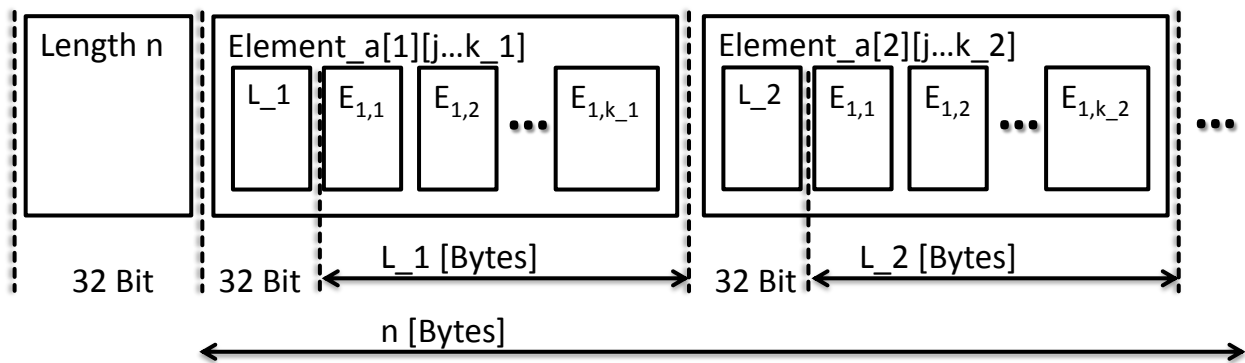 Length n
Element_a[1][j…k_1]
L_1 E1,1 E1,2 ... E1,k_1
Element_a[2][j…k_2]
L_2 E1,1 E1,2 ... E1,k_2
...
32 Bit 32 Bit L_1 [Bytes] 32 Bit L_2 [Bytes]
n [Bytes]